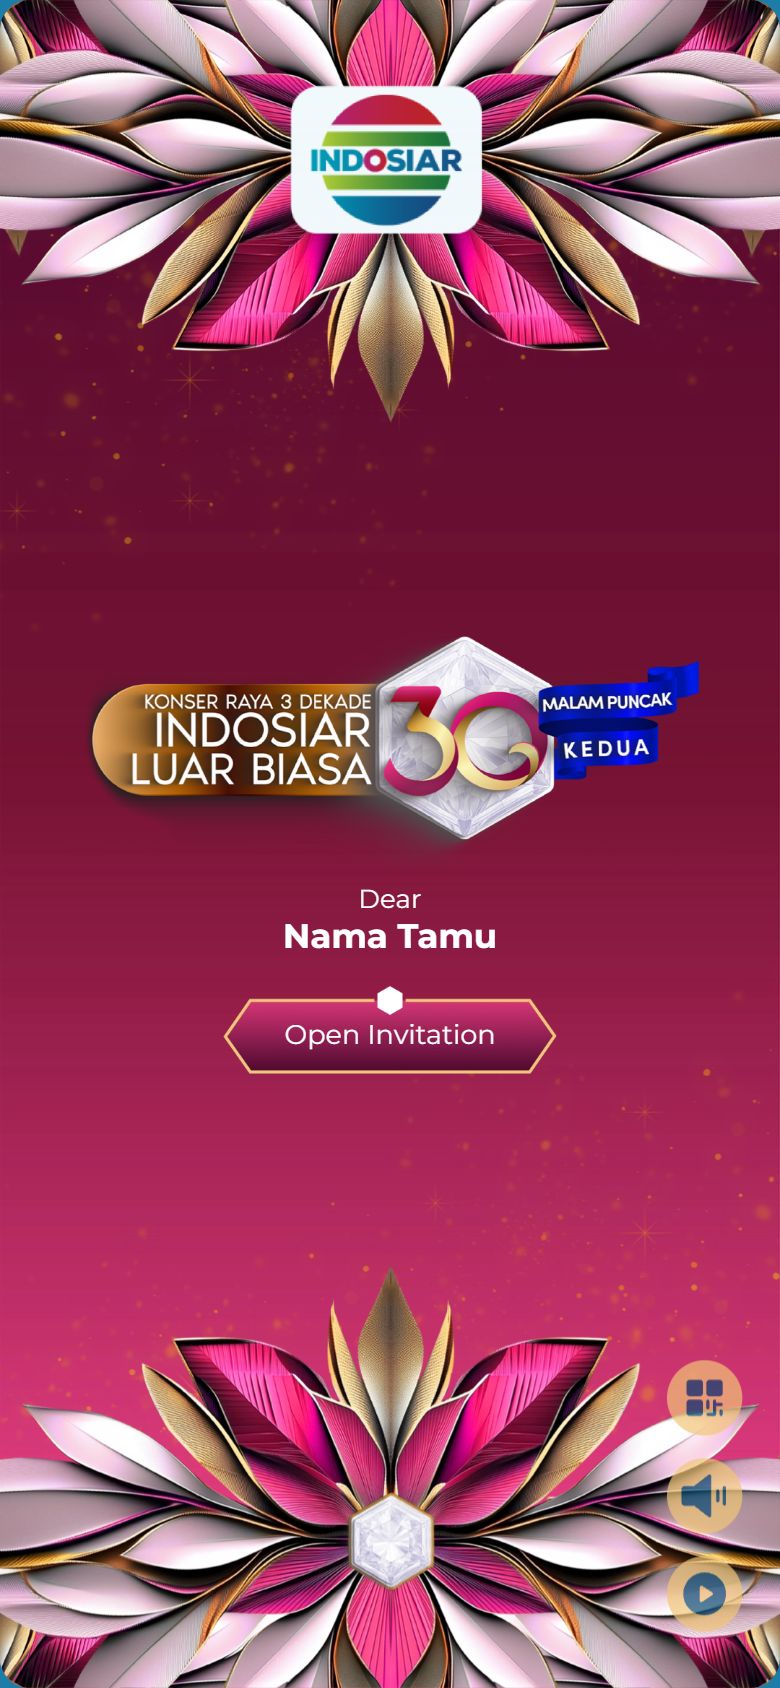 INDOSIAR
KONSER RAYA 3 DEKADE
INDOSIAR
LUAR BIASA
30
MALAM PUNCAK
KEDUA
Dear
Nama Tamu
Open Invitation